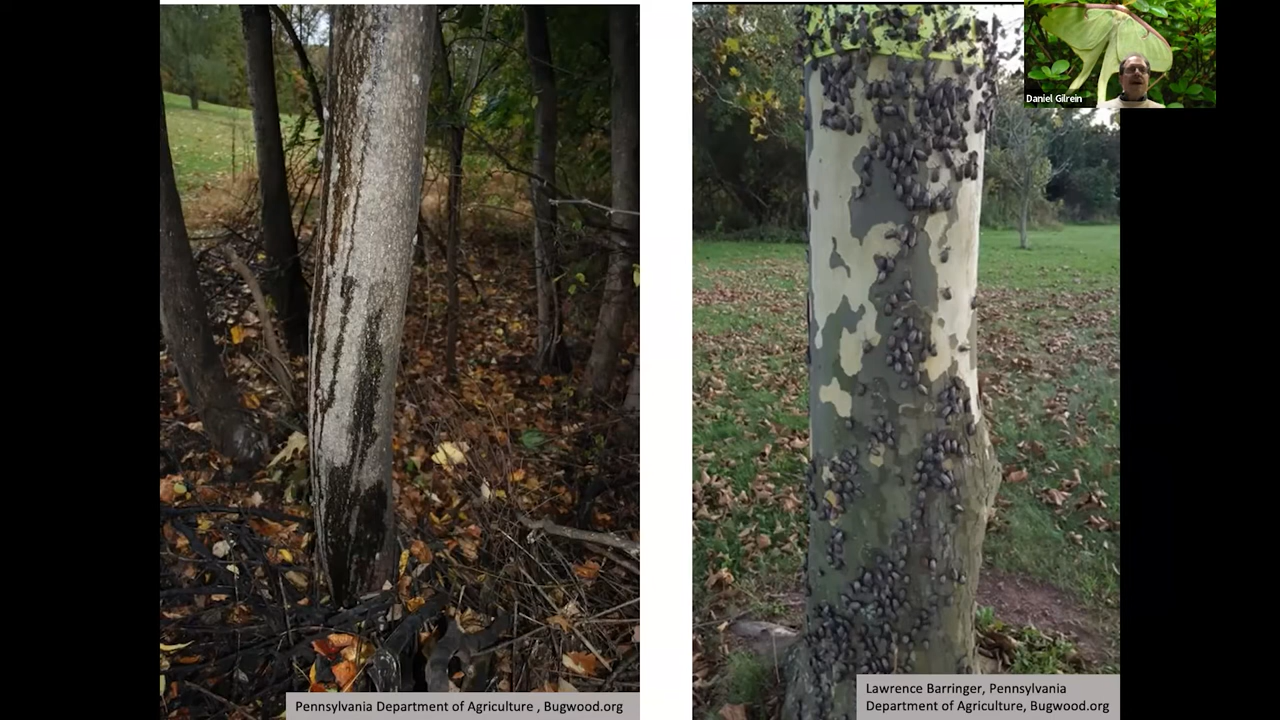 Daniel Gilrein
Pennsylvania Department of Agriculture , Bugwood.org
Lawrence Barringer, Pennsylvania
Department of Agriculture, Bugwood.org